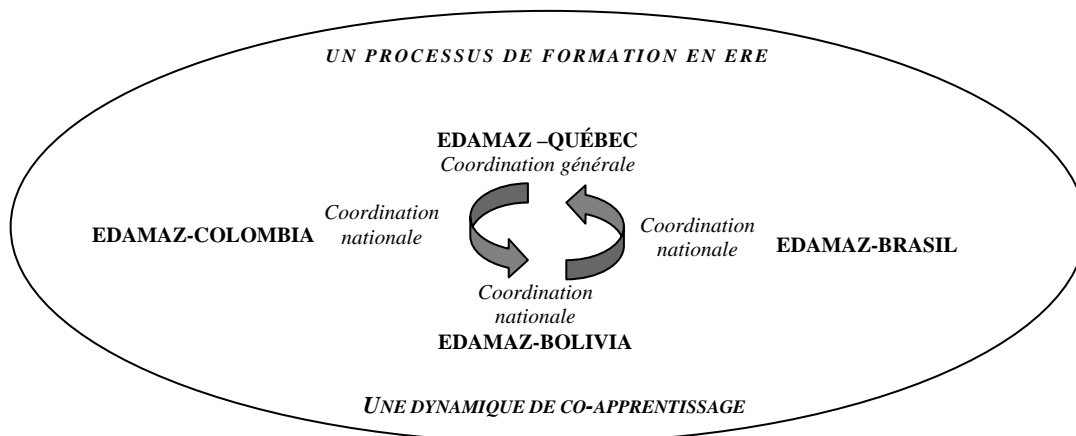 UN PROCESSUS DE FORMATION EN ERE
EDAMAZ –QUÉBEC
Coordination générale
EDAMAZ-COLOMBIA
Coordination
nationale
Coordination
nationale
EDAMAZ-BRASIL
Coordination
nationale
EDAMAZ-BOLIVIA
UNE DYNAMIQUE DE CO-APPRENTISSAGE